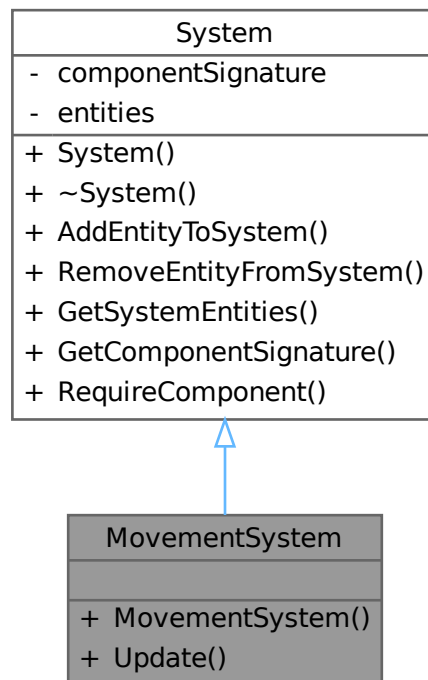 System
- componentSignature
- entities
+ System()
+ ~System()
+ AddEntityToSystem()
+ RemoveEntityFromSystem()
+ GetSystemEntities()
+ GetComponentSignature()
+ RequireComponent()
MovementSystem
+ MovementSystem()
+ Update()